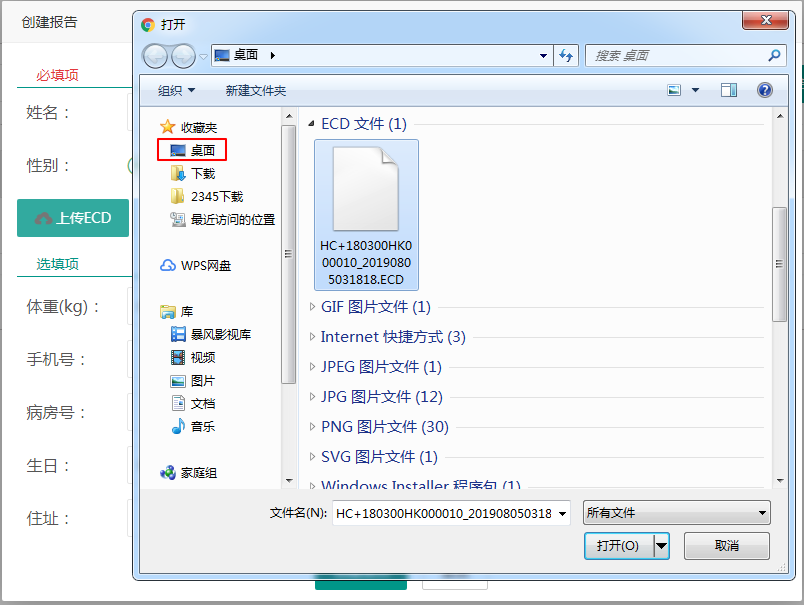 创建报告
必填项
姓名：
性别：
上传ECD
选填项
体重(kg)：
手机号：
病房号：
生日：
住址：
打开
桌面
搜索 桌面
组织
新建文件夹
收藏夹
桌面
下载
2345下载
最近访问的位置
WPS网盘
库
暴风影视库
视频
图片
文档
音乐
家庭组
ECD 文件 (1)
HC+180300HK0
00010_2019080
5031818.ECD
GIF 图片文件 (1)
Internet 快捷方式 (3)
JPEG 图片文件 (1)
JPG 图片文件 (12)
PNG 图片文件 (30)
SVG 图片文件 (1)
Windows Installer 程序包 (1)
文件名(N):
HC+180300HK000010_201908050318
所有文件
打开(O)
取消